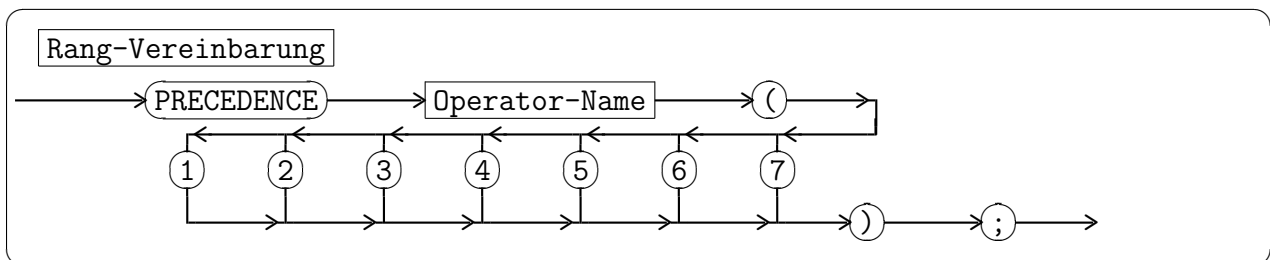 Rang-Vereinbarung
PRECEDENCE Operator-Name (
1 2 3 4 5 6 7
) ;